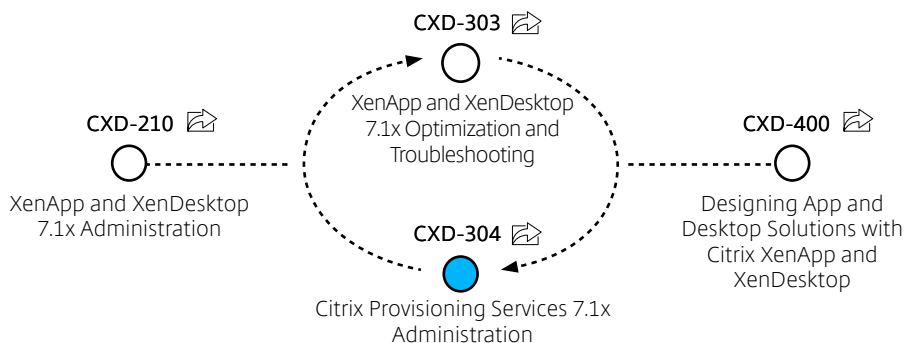 CXD-303
XenApp and XenDesktop
7.1x Optimization and
Troubleshooting
CXD-210
XenApp and XenDesktop
7.1x Administration
CXD-400
Designing App and
Desktop Solutions with
Citrix XenApp and
XenDesktop
CXD-304
Citrix Provisioning Services 7.1x
Administration